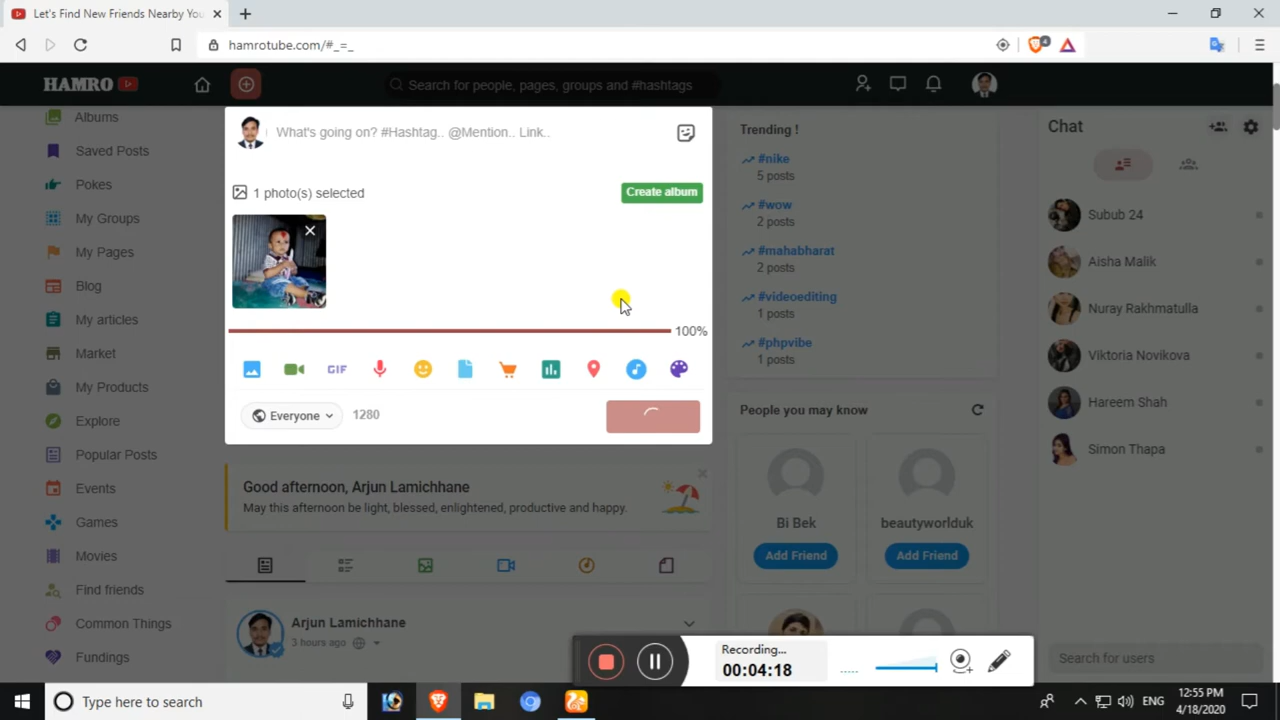 Let's Find New Friends Nearby You
hamrotube.com/#_=_
4
HAMRO
Search for people, pages, groups and #hashtags
Albums
Saved Posts
Pokes
My Groups
My Pages
Blog
My articles
Market
My Products
Explore
Popular Posts
Events
Games
Movies
Find friends
Common Things
Fundings
What's going on? #Hashtag.. @Mention.. Link..
1 photo(s) selected
Create album
100%
GIF
Everyone
1280
Good afternoon, Arjun Lamichhane
May this afternoon be light, blessed, enlightened, productive and happy.
Arjun Lamichhane
3 hours ago
Trending !
#nike
5 posts
#wow
2 posts
#mahabharat
2 posts
#videoediting
1 posts
#phpvibe
1 posts
People you may know
Bi Bek
Add Friend
beautyworlduk
Add Friend
Chat
Subub 24
Aisha Malik
Nuray Rakhmatulla
Viktoria Novikova
Hareem Shah
Simon Thapa
Search for users
Recording...
00:04:18
Type here to search
ENG
12:55 PM
4/18/2020